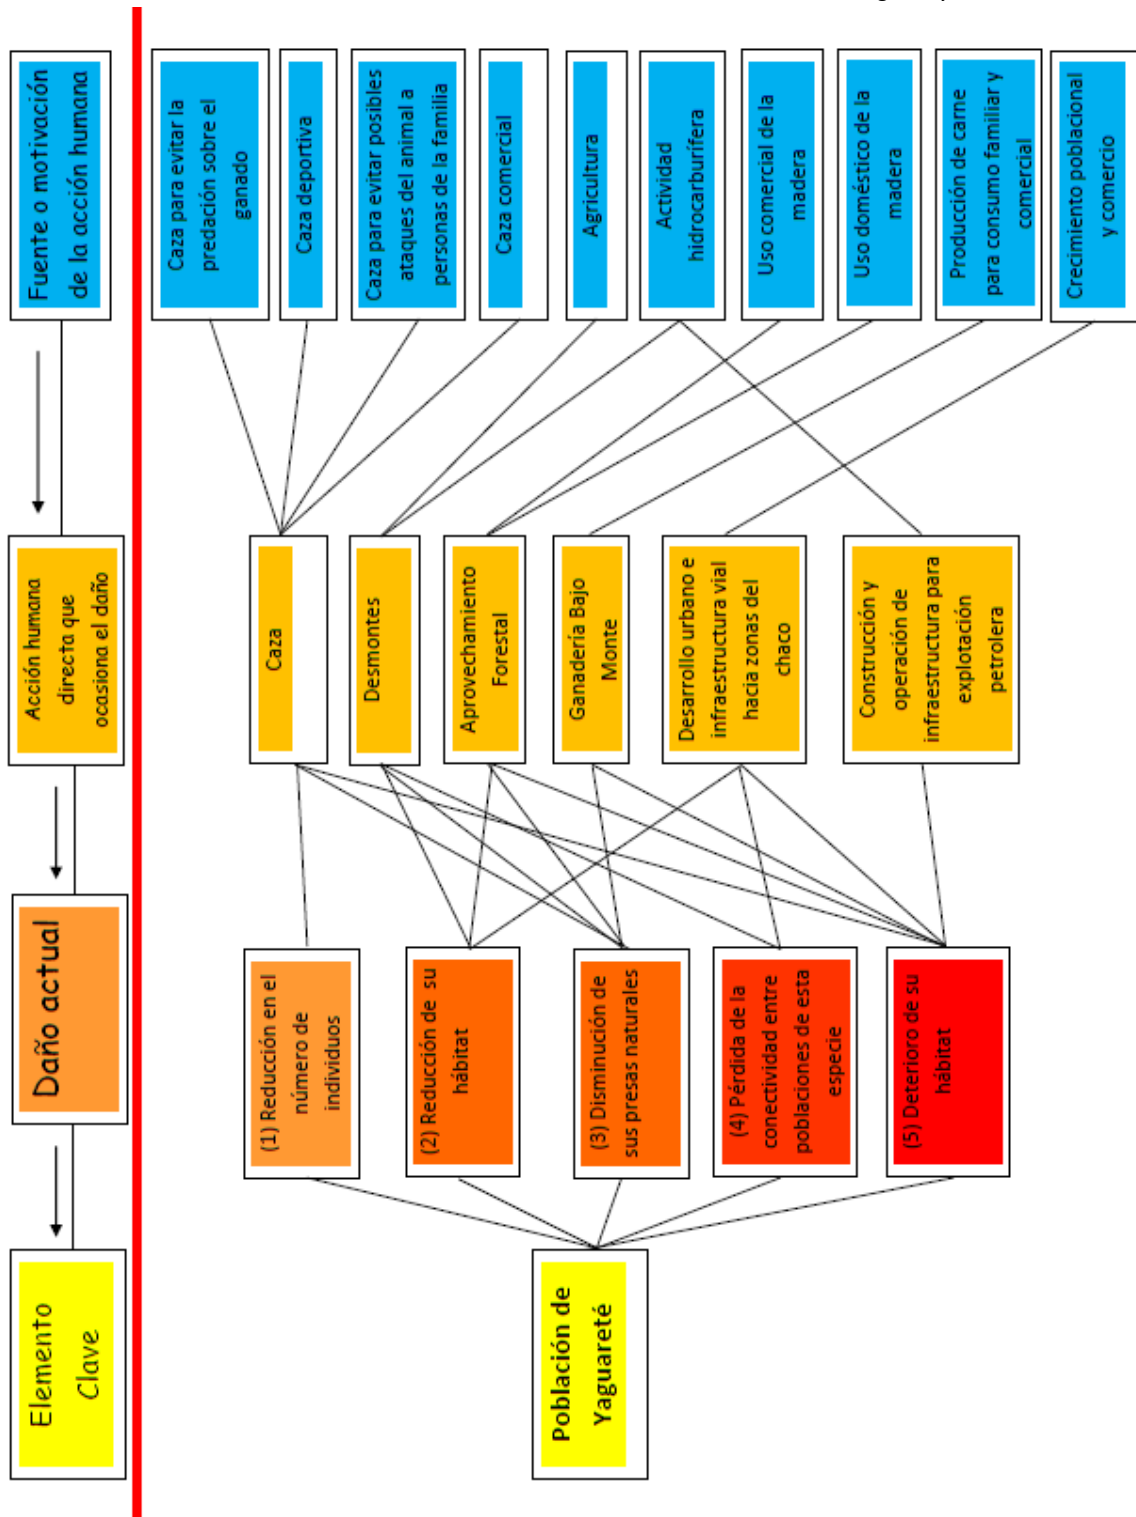 Elemento
Clave
Daño actual
Acción humana
directa que
ocasiona el daño
Fuente o motivación
de la acción humana
Población de
Yaguareté
(1) Reducción en el
número de
individuos
(2) Reducción de su
hábitat
(3) Disminución de
sus presas naturales
(4) Pérdida de la
conectividad entre
poblaciones de esta
especie
(5) Deterioro de su
hábitat
Caza
Desmontes
Aprovechamiento
Forestal
Ganadería Bajo
Monte
Desarrollo urbano e
infraestructura vial
hacia zonas del
chaco
Construcción y
operación de
infraestructura para
explotación
petrolera
Caza para evitar la
predación sobre el
ganado
Caza deportiva
Caza para evitar posibles
ataques del animal a
personas de la familia
Caza comercial
Agricultura
Actividad
hidrocarburífera
Uso comercial de la
madera
Uso doméstico de la
madera
Producción de carne
para consumo familiar y
comercial
Crecimiento poblacional
y comercio